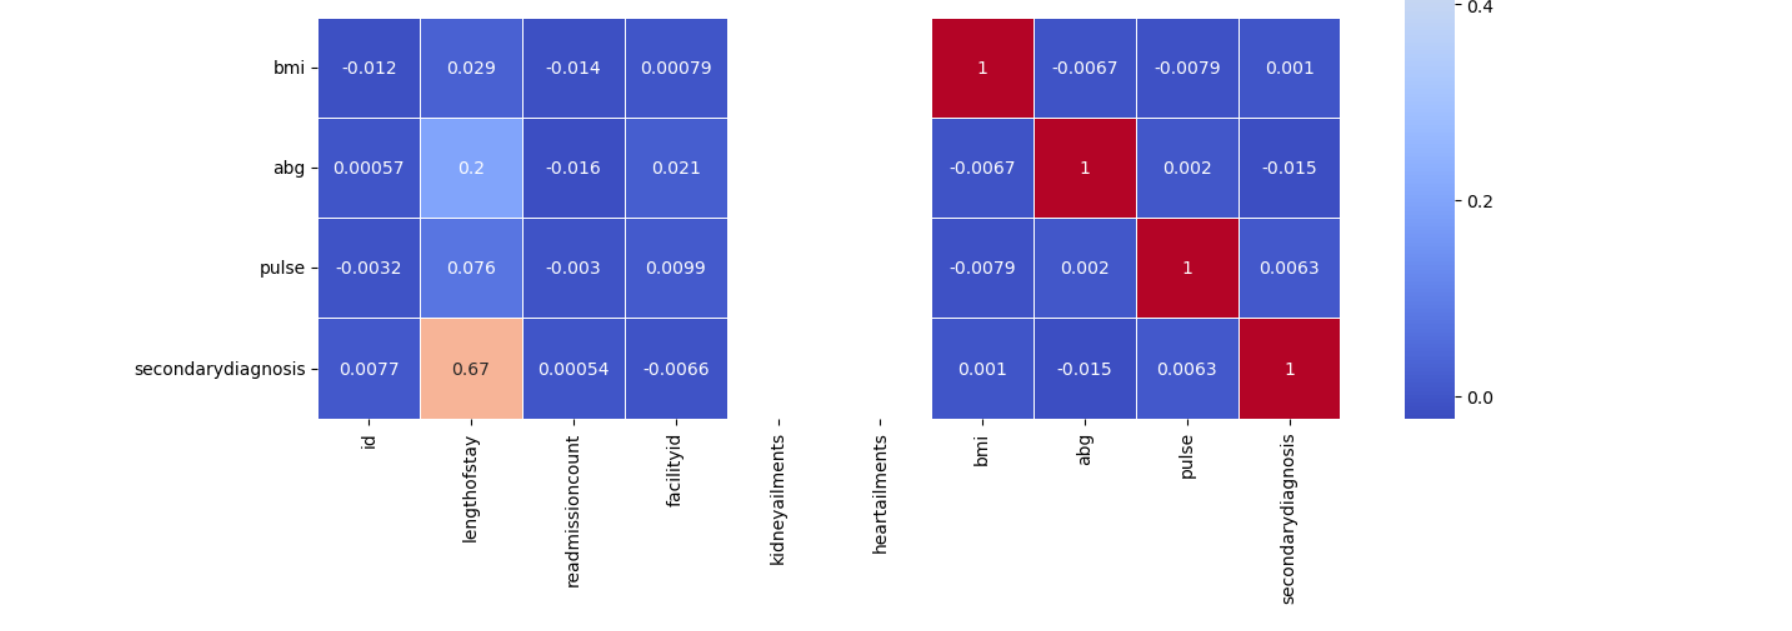 0.4
bmi -0.012 0.029 -0.014 0.00079 1 -0.0067 -0.0079 0.001
abg 0.00057 0.2 -0.016 0.021 -0.0067 1 0.002 -0.015
0.2
pulse -0.0032 0.076 -0.003 0.0099 -0.0079 0.002 1 0.0063
secondarydiagnosis 0.0077 0.67 0.00054 -0.0066 0.001 -0.015 0.0063 1
0.0
id
lengthofstay
readmissioncount
facilityid
kidneyailments
heartailments
bmi
abg
pulse
secondarydiagnosis